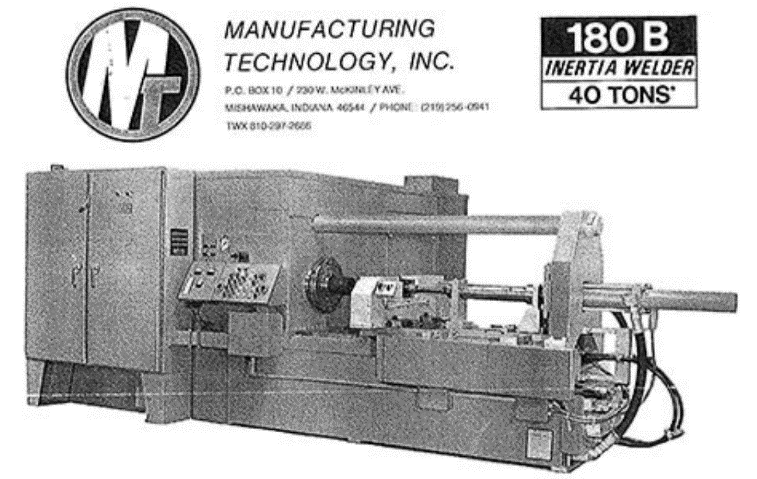 MT
MANUFACTURING
TECHNOLOGY, INC.
P.O. BOX 10 / 230 W. McKINLEY AVE.
MISHAWAKA, INDIANA 46544 / PHONE: (219) 256-0941
TWX 810-297-2666
180 B
INERTIA WELDER
40 TONS*